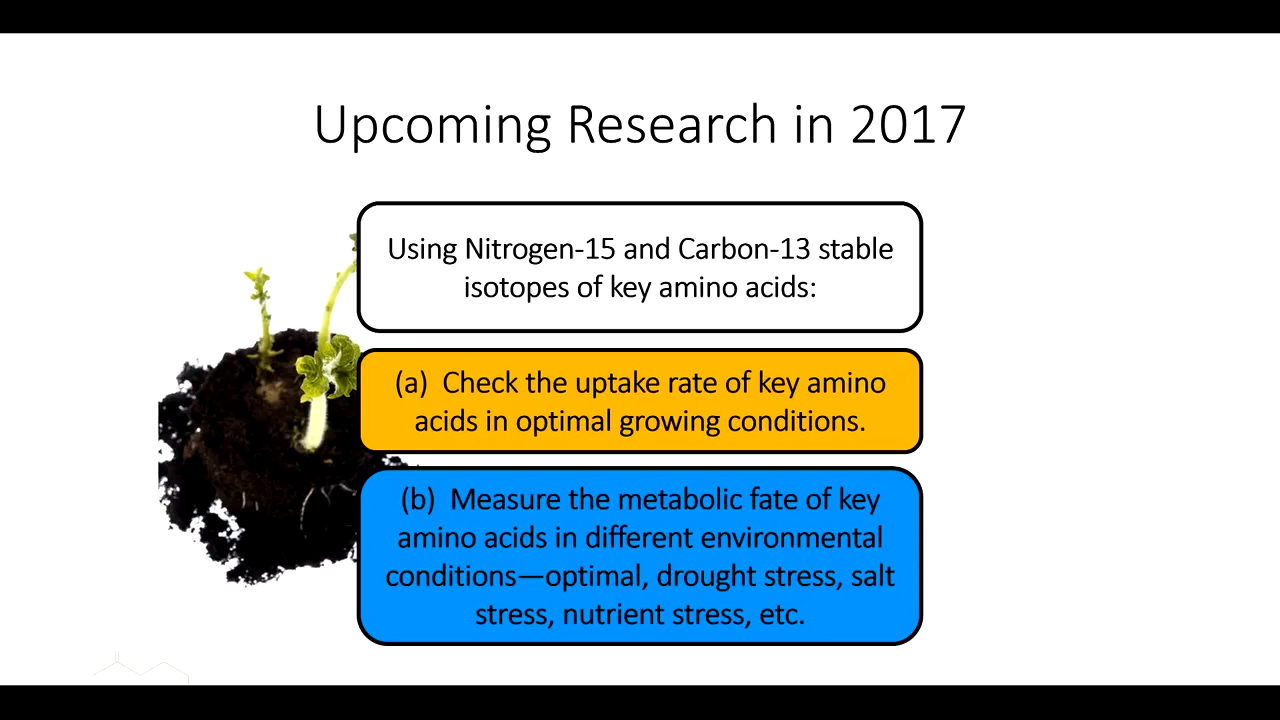 Upcoming Research in 2017
Using Nitrogen-15 and Carbon-13 stable
isotopes of key amino acids:
(a)  Check the uptake rate of key amino
acids in optimal growing conditions.
(b)  Measure the metabolic fate of key
amino acids in different environmental
conditions—optimal, drought stress, salt
stress, nutrient stress, etc.